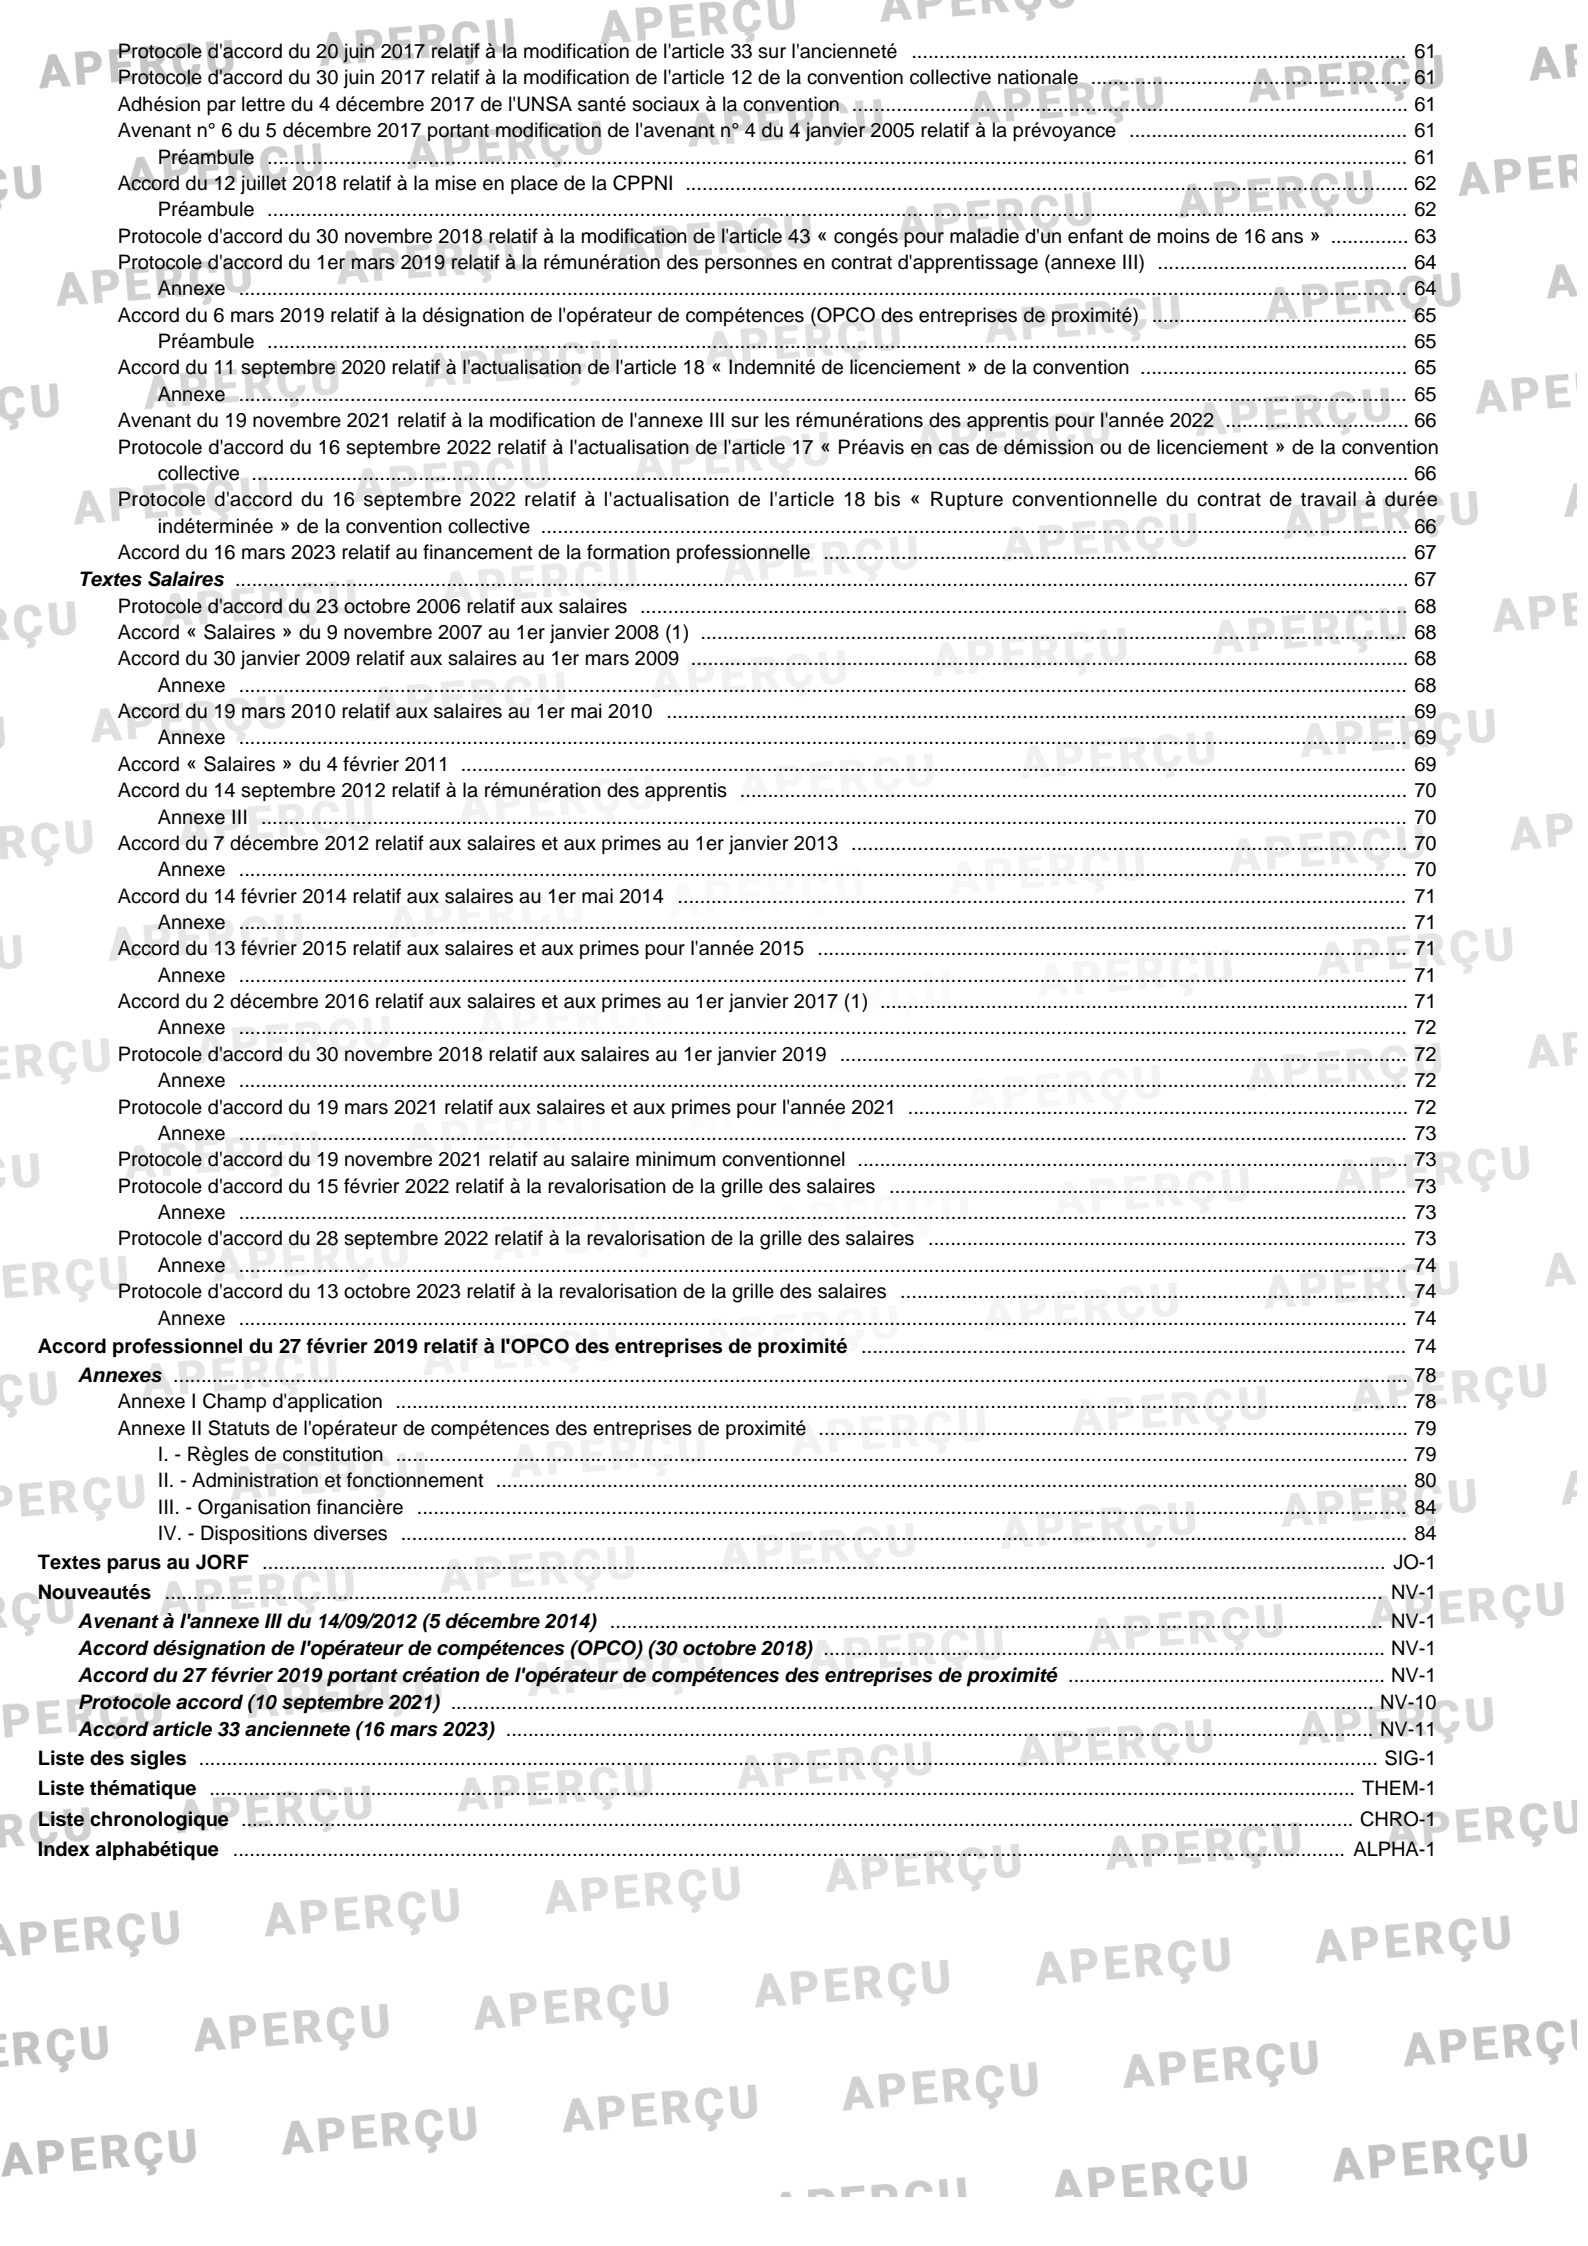 Protocole d'accord du 20 juin 2017 relatif à la modification de l'article 33 sur l'ancienneté ... 61
Protocole d'accord du 30 juin 2017 relatif à la modification de l'article 12 de la convention collective nationale ... 61
Adhésion par lettre du 4 décembre 2017 de l'UNSA santé sociaux à la convention ... 61
Avenant n° 6 du 5 décembre 2017 portant modification de l'avenant n° 4 du 4 janvier 2005 relatif à la prévoyance ... 61
Préambule ... 61
Accord du 12 juillet 2018 relatif à la mise en place de la CPPNI ... 62
Préambule ... 62
Protocole d'accord du 30 novembre 2018 relatif à la modification de l'article 43 « congés pour maladie d'un enfant de moins de 16 ans » ... 63
Protocole d'accord du 1er mars 2019 relatif à la rémunération des personnes en contrat d'apprentissage (annexe III) ... 64
Annexe ... 64
Accord du 6 mars 2019 relatif à la désignation de l'opérateur de compétences (OPCO des entreprises de proximité) ... 65
Préambule ... 65
Accord du 11 septembre 2020 relatif à l'actualisation de l'article 18 « Indemnité de licenciement » de la convention ... 65
Annexe ... 65
Avenant du 19 novembre 2021 relatif à la modification de l'annexe III sur les rémunérations des apprentis pour l'année 2022 ... 66
Protocole d'accord du 16 septembre 2022 relatif à l'actualisation de l'article 17 « Préavis en cas de démission ou de licenciement » de la convention
collective ... 66
Protocole d'accord du 16 septembre 2022 relatif à l'actualisation de l'article 18 bis « Rupture conventionnelle du contrat de travail à durée
indéterminée » de la convention collective ... 66
Accord du 16 mars 2023 relatif au financement de la formation professionnelle ... 67
Textes Salaires ... 67
Protocole d'accord du 23 octobre 2006 relatif aux salaires ... 68
Accord « Salaires » du 9 novembre 2007 au 1er janvier 2008 (1) ... 68
Accord du 30 janvier 2009 relatif aux salaires au 1er mars 2009 ... 68
Annexe ... 68
Accord du 19 mars 2010 relatif aux salaires au 1er mai 2010 ... 69
Annexe ... 69
Accord « Salaires » du 4 février 2011 ... 69
Accord du 14 septembre 2012 relatif à la rémunération des apprentis ... 70
Annexe III ... 70
Accord du 7 décembre 2012 relatif aux salaires et aux primes au 1er janvier 2013 ... 70
Annexe ... 70
Accord du 14 février 2014 relatif aux salaires au 1er mai 2014 ... 71
Annexe ... 71
Accord du 13 février 2015 relatif aux salaires et aux primes pour l'année 2015 ... 71
Annexe ... 71
Accord du 2 décembre 2016 relatif aux salaires et aux primes au 1er janvier 2017 (1) ... 71
Annexe ... 72
Protocole d'accord du 30 novembre 2018 relatif aux salaires au 1er janvier 2019 ... 72
Annexe ... 72
Protocole d'accord du 19 mars 2021 relatif aux salaires et aux primes pour l'année 2021 ... 72
Annexe ... 73
Protocole d'accord du 19 novembre 2021 relatif au salaire minimum conventionnel ... 73
Protocole d'accord du 15 février 2022 relatif à la revalorisation de la grille des salaires ... 73
Annexe ... 73
Protocole d'accord du 28 septembre 2022 relatif à la revalorisation de la grille des salaires ... 73
Annexe ... 74
Protocole d'accord du 13 octobre 2023 relatif à la revalorisation de la grille des salaires ... 74
Annexe ... 74
Accord professionnel du 27 février 2019 relatif à l'OPCO des entreprises de proximité ... 74
Annexes ... 78
Annexe I Champ d'application ... 78
Annexe II Statuts de l'opérateur de compétences des entreprises de proximité ... 79
I. - Règles de constitution ... 79
II. - Administration et fonctionnement ... 80
III. - Organisation financière ... 84
IV. - Dispositions diverses ... 84
Textes parus au JORF ... JO-1
Nouveautés ... NV-1
Avenant à l'annexe III du 14/09/2012 (5 décembre 2014) ... NV-1
Accord désignation de l'opérateur de compétences (OPCO) (30 octobre 2018) ... NV-1
Accord du 27 février 2019 portant création de l'opérateur de compétences des entreprises de proximité ... NV-1
Protocole accord (10 septembre 2021) ... NV-10
Accord article 33 anciennete (16 mars 2023) ... NV-11
Liste des sigles ... SIG-1
Liste thématique ... THEM-1
Liste chronologique ... CHRO-1
Index alphabétique ... ALPHA-1
APERÇU